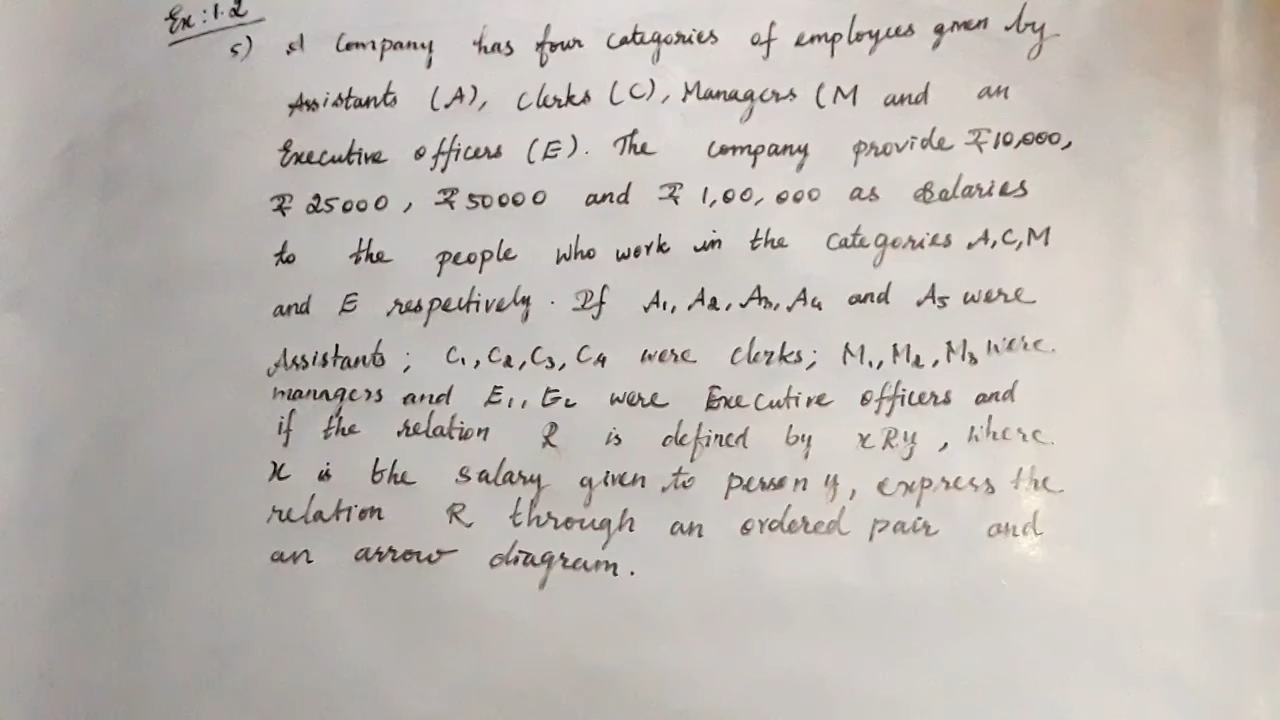 Ex : 1.2
5) A Company has four categories of employees given by
Assistants (A), Clerks (C), Managers (M and an
Executive officers (E). The company provide ₹10,000,
₹ 25000, ₹ 50000 and ₹ 1,00,000 as Salaries
to the people who work in the categories A, C, M
and E respectively. If A1, A2, A3, A4 and A5 were
Assistants; C1, C2, C3, C4 were clerks; M1, M2, M3 were.
managers and E1, E2 were Executive officers and
if the relation R is defined by xRy, where.
x is the salary given to person y, express the
relation R through an ordered pair and
an arrow diagram.